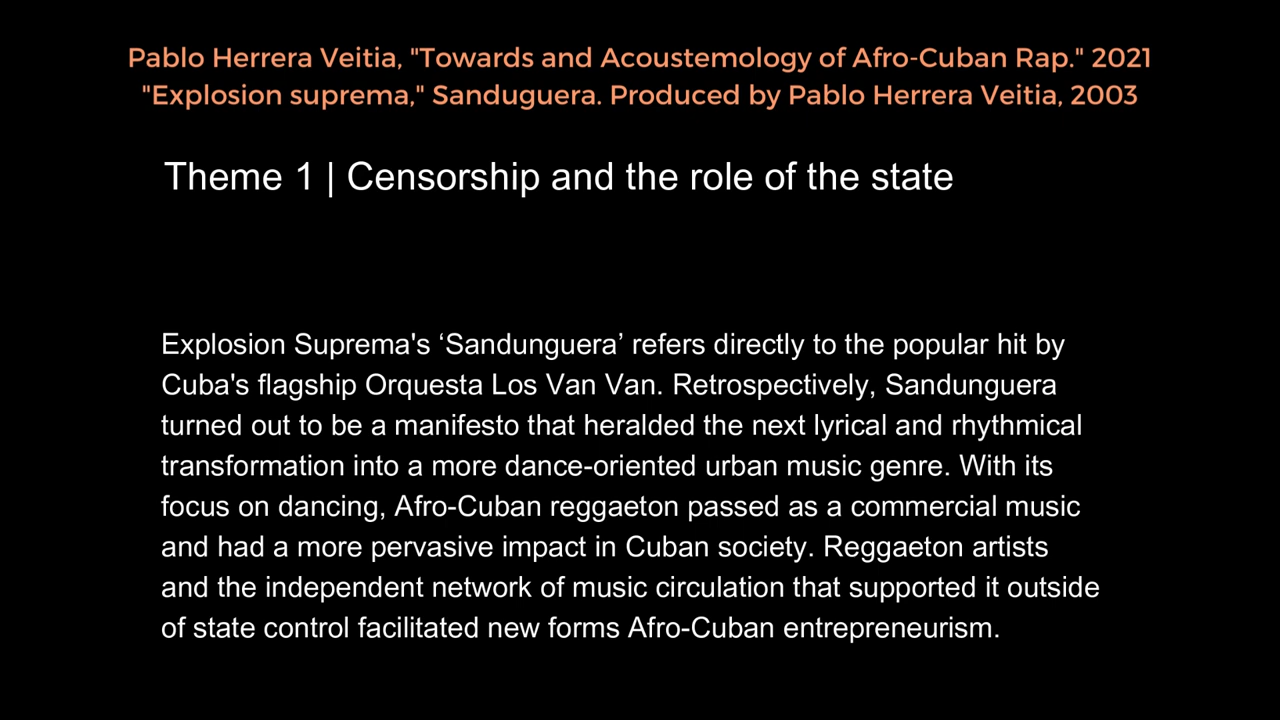 Pablo Herrera Veitia, "Towards and Acoustemology of Afro-Cuban Rap." 2021
"Explosion suprema," Sanduguera. Produced by Pablo Herrera Veitia, 2003
Theme 1 | Censorship and the role of the state
Explosion Suprema's ‘Sandunguera’ refers directly to the popular hit by
Cuba's flagship Orquesta Los Van Van. Retrospectively, Sandunguera
turned out to be a manifesto that heralded the next lyrical and rhythmical
transformation into a more dance-oriented urban music genre. With its
focus on dancing, Afro-Cuban reggaeton passed as a commercial music
and had a more pervasive impact in Cuban society. Reggaeton artists
and the independent network of music circulation that supported it outside
of state control facilitated new forms Afro-Cuban entrepreneurism.